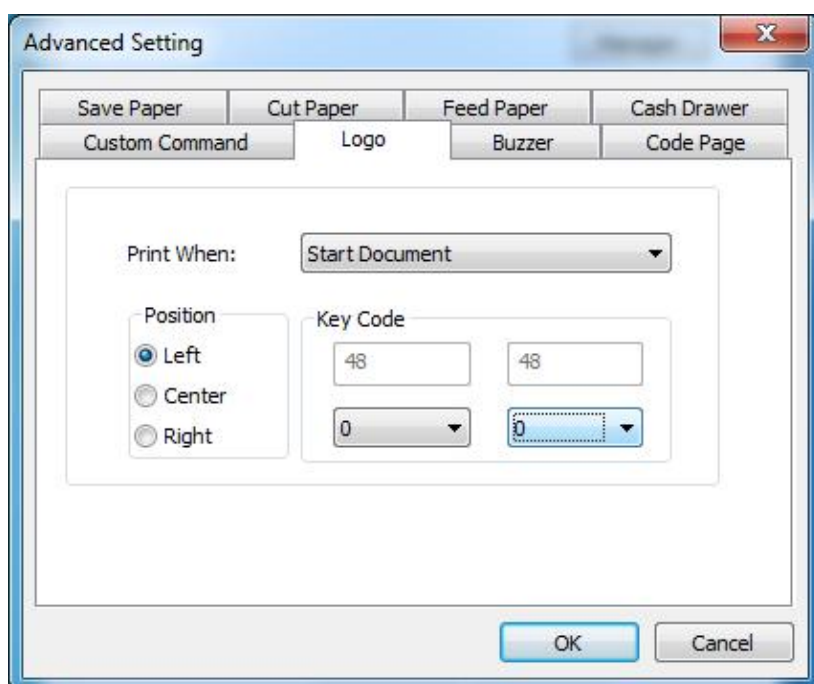 Advanced Setting
Save Paper Cut Paper Feed Paper Cash Drawer
Custom Command Logo Buzzer Code Page
Print When: Start Document
Position Key Code
Left 48 48
Center
Right 0 0
OK Cancel